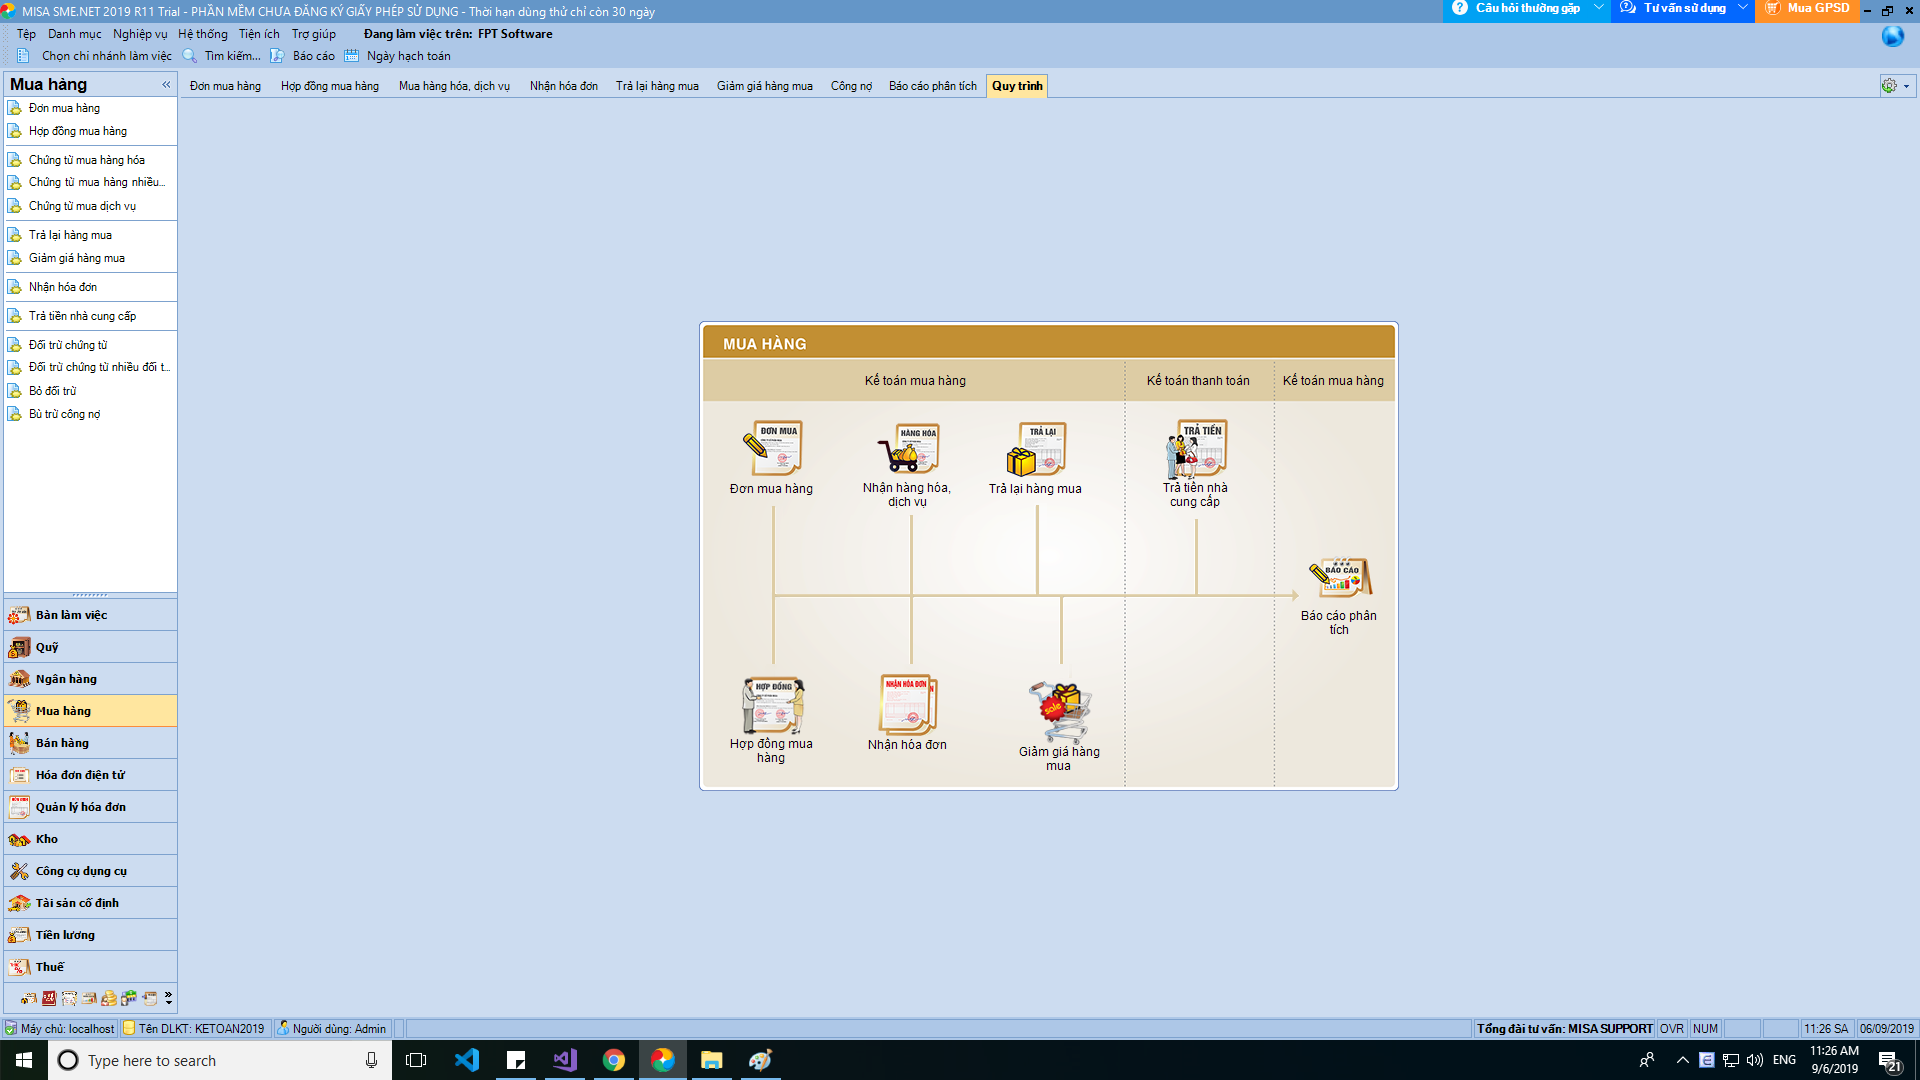 MISA SME.NET 2019 R11 Trial - PHẦN MỀM CHƯA ĐĂNG KÝ GIẤY PHÉP SỬ DỤNG - Thời hạn dùng thử chỉ còn 30 ngày
Câu hỏi thường gặp
Tư vấn sử dụng
Mua GPSD
Tệp Danh mục Nghiệp vụ Hệ thống Tiện ích Trợ giúp Đang làm việc trên: FPT Software
Chọn chi nhánh làm việc Tìm kiếm... Báo cáo Ngày hạch toán
Mua hàng
Đơn mua hàng Hợp đồng mua hàng Mua hàng hóa, dịch vụ Nhận hóa đơn Trả lại hàng mua Giảm giá hàng mua Công nợ Báo cáo phân tích Quy trình
Đơn mua hàng
Hợp đồng mua hàng
Chứng từ mua hàng hóa
Chứng từ mua hàng nhiều...
Chứng từ mua dịch vụ
Trả lại hàng mua
Giảm giá hàng mua
Nhận hóa đơn
Trả tiền nhà cung cấp
Đối trừ chứng từ
Đối trừ chứng từ nhiều đối t...
Bỏ đối trừ
Bù trừ công nợ
Bàn làm việc
Quỹ
Ngân hàng
Mua hàng
Bán hàng
Hóa đơn điện tử
Quản lý hóa đơn
Kho
Công cụ dụng cụ
Tài sản cố định
Tiền lương
Thuế
MUA HÀNG
Kế toán mua hàng Kế toán thanh toán Kế toán mua hàng
ĐƠN MUA
HÀNG HÓA
TRẢ LẠI
TRẢ TIỀN
Đơn mua hàng
Nhận hàng hóa,
dịch vụ
Trả lại hàng mua
Trả tiền nhà
cung cấp
BÁO CÁO
Báo cáo phân
tích
HỢP ĐỒNG
NHẬN HÓA ĐƠN
sale
Hợp đồng mua
hàng
Nhận hóa đơn
Giảm giá hàng
mua
Máy chủ: localhost Tên DLKT: KETOAN2019 Người dùng: Admin
Tổng đài tư vấn: MISA SUPPORT OVR NUM 11:26 SA 06/09/2019
Type here to search
ENG
11:26 AM
9/6/2019
21